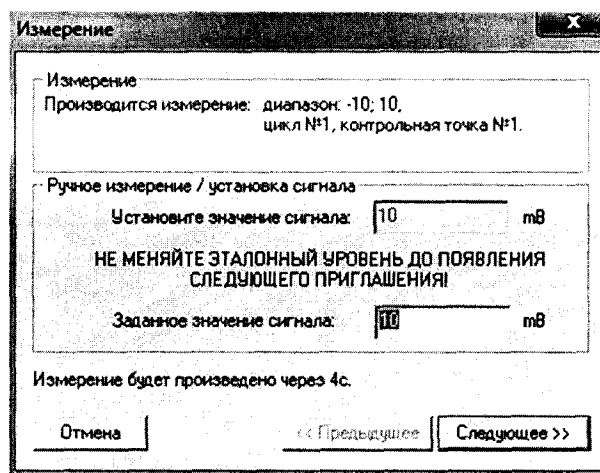 Измерение
Измерение
Производится измерение: диапазон: -10; 10,
цикл №1, контрольная точка №1.
Ручное измерение / установка сигнала
Установите значение сигнала: 10 mB
НЕ МЕНЯЙТЕ ЭТАЛОННЫЙ УРОВЕНЬ ДО ПОЯВЛЕНИЯ
СЛЕДУЮЩЕГО ПРИГЛАШЕНИЯ!
Заданное значение сигнала: 10 mB
Измерение будет произведено через 4с.
Отмена << Предыдущее Следующее >>